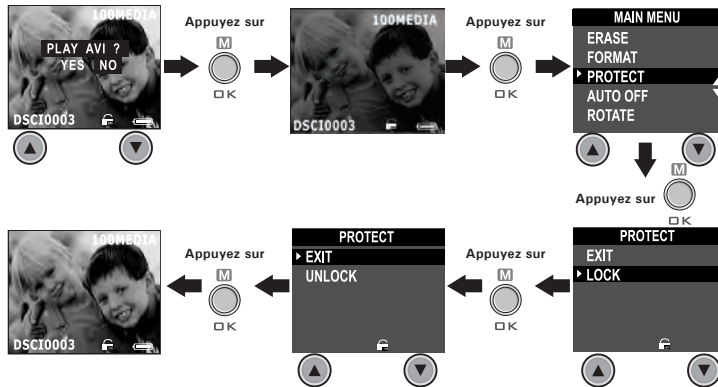 100MEDIA
PLAY AVI ?
YES NO
DSCI0003
Appuyez sur
M
OK
100MEDIA
DSCI0003
Appuyez sur
M
OK
MAIN MENU
ERASE
FORMAT
PROTECT
AUTO OFF
ROTATE
Appuyez sur
M
OK
PROTECT
EXIT
LOCK
Appuyez sur
M
OK
PROTECT
EXIT
UNLOCK
Appuyez sur
M
OK
100MEDIA
DSCI0003